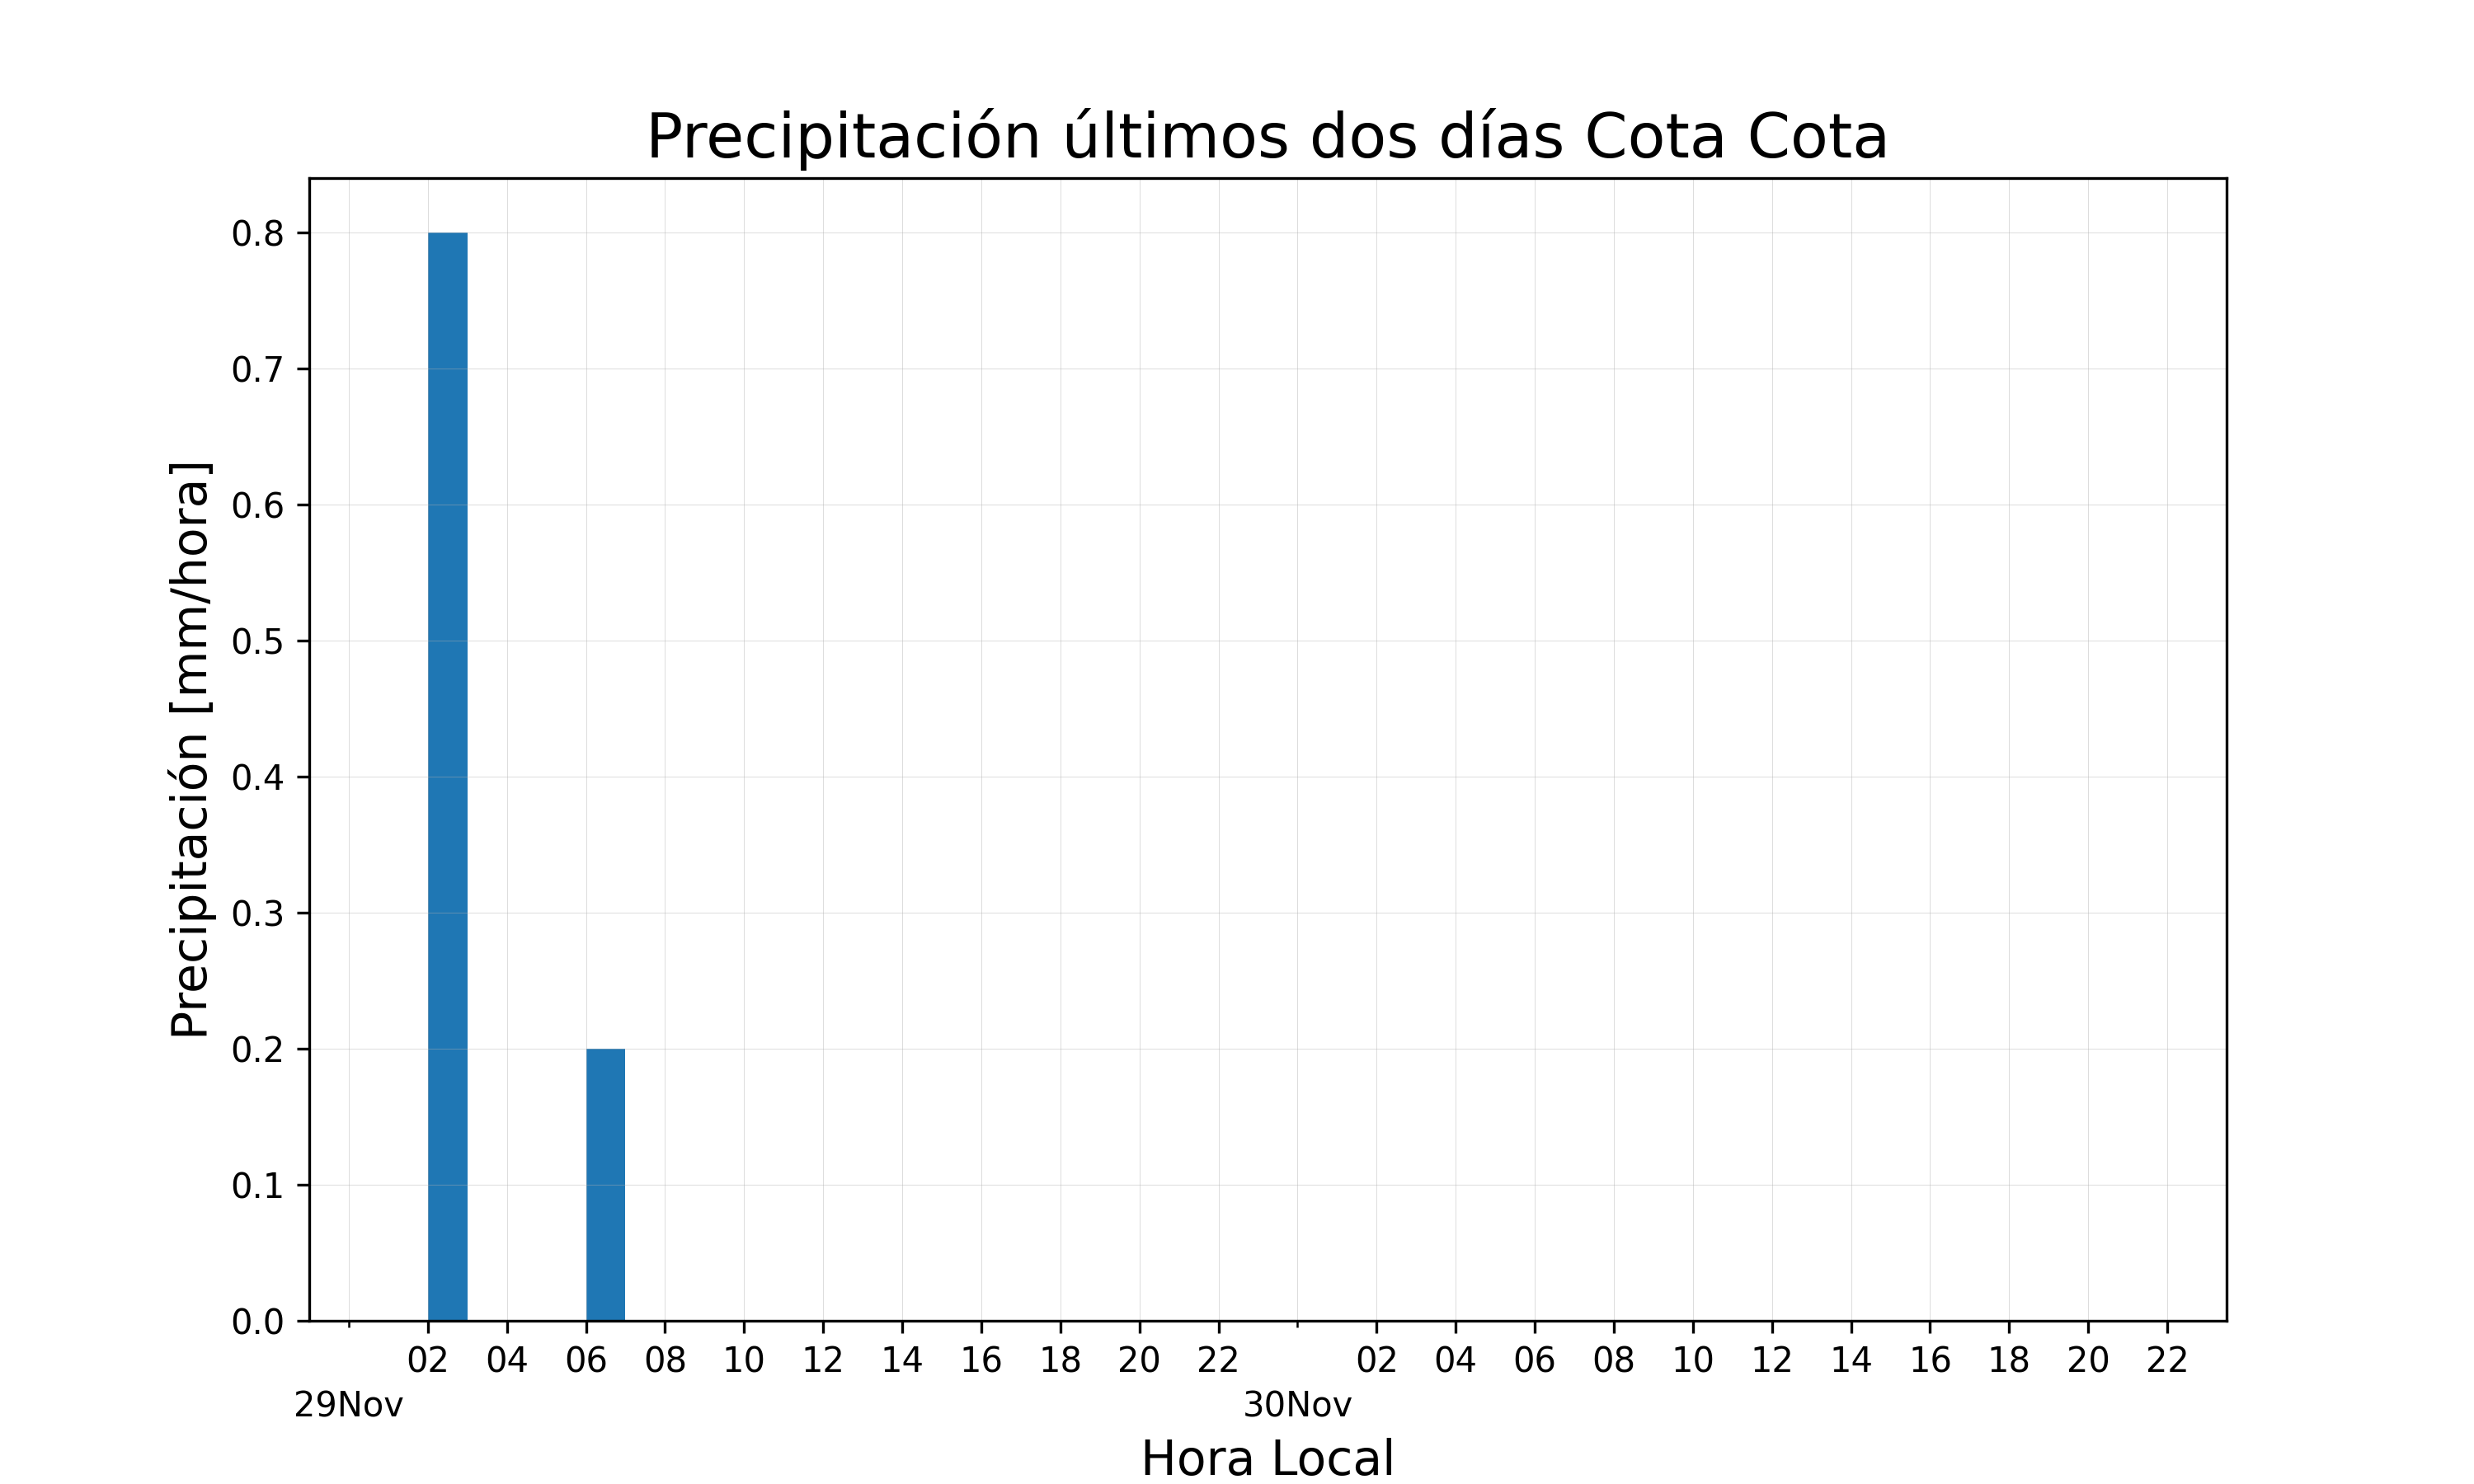 Precipitación últimos dos días Cota Cota
Precipitación [mm/hora]
0.8
0.7
0.6
0.5
0.4
0.3
0.2
0.1
0.0
02 04 06 08 10 12 14 16 18 20 22 02 04 06 08 10 12 14 16 18 20 22
29Nov 30Nov
Hora Local